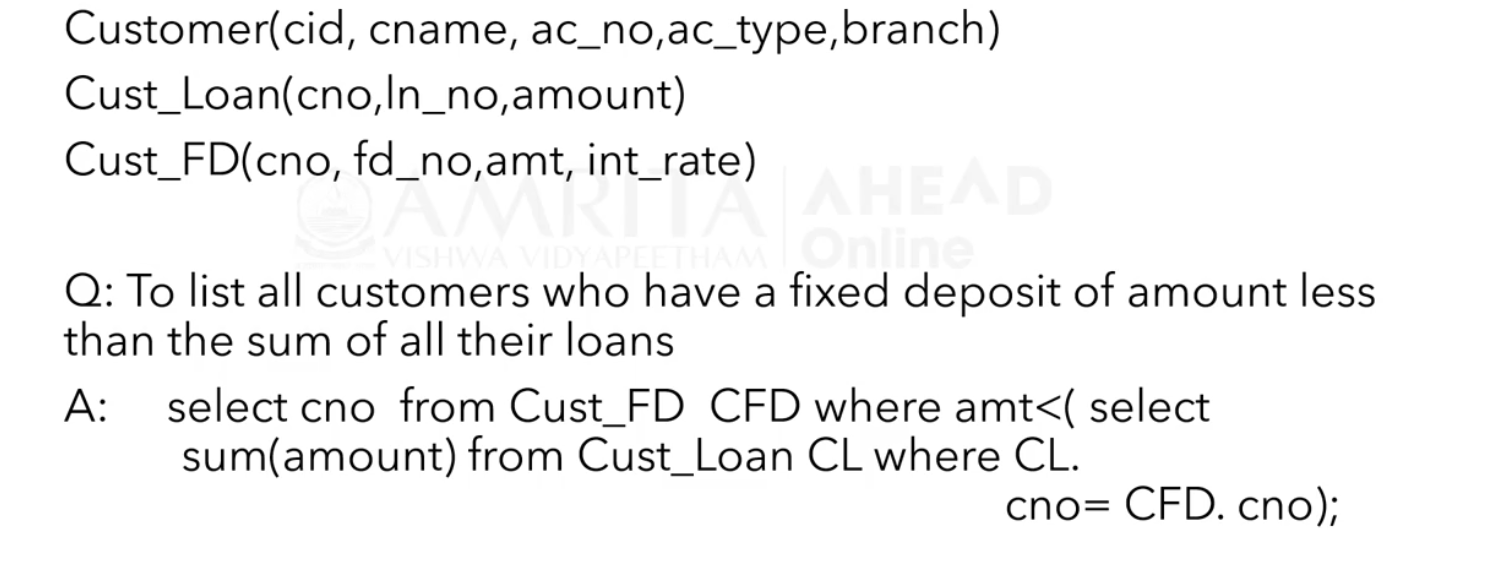 Customer(cid, cname, ac_no,ac_type,branch)
Cust_Loan(cno,ln_no,amount)
Cust_FD(cno, fd_no,amt, int_rate)
AMRITA AHEAD
VISHWA VIDYAPEETHAM Online
Q: To list all customers who have a fixed deposit of amount less
than the sum of all their loans
A: select cno from Cust_FD CFD where amt<( select
sum(amount) from Cust_Loan CL where CL.
cno= CFD. cno);